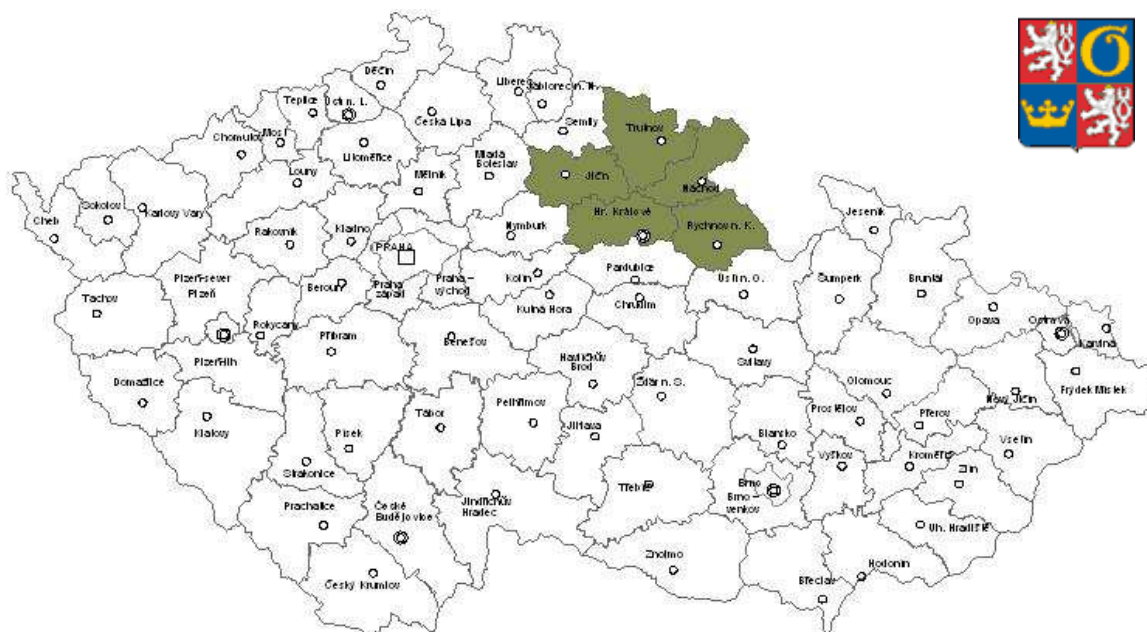 G
Děčín
Liberec
Jablonec n. N.
Teplice
Ústí n. L.
Česká Lípa
Semily
Trutnov
Chomutov
Most
Litoměřice
Mladá
Boleslav
Louny
Mělník
Jičín
Náchod
Cheb
Sokolov
Karlovy Vary
Rakovník
Kladno
PRAHA
Nymburk
Hr. Králové
Rychnov n. K.
Jeseník
Plzeň-sever
Plzeň
Beroun
Praha
západ
Praha-
východ
Kolín
Pardubice
Ústí n. O.
Šumperk
Bruntál
Tachov
Rokycany
Příbram
Kutná Hora
Chrudim
Opava
Ostrava
Karviná
Plzeň-jih
Benešov
Havlíčkův
Brod
Svitavy
Domažlice
Žďár n. S.
Olomouc
Nový Jičín
Frýdek Místek
Klatovy
Písek
Tábor
Pelhřimov
Jihlava
Blansko
Prostějov
Přerov
Vsetín
Strakonice
Vyškov
Kroměříž
Zlín
Prachatice
České
Budějovice
Jindřichův
Hradec
Třebíč
Brno
Brno –
venkov
Uh. Hradiště
Český Krumlov
Znojmo
Břeclav
Hodonín